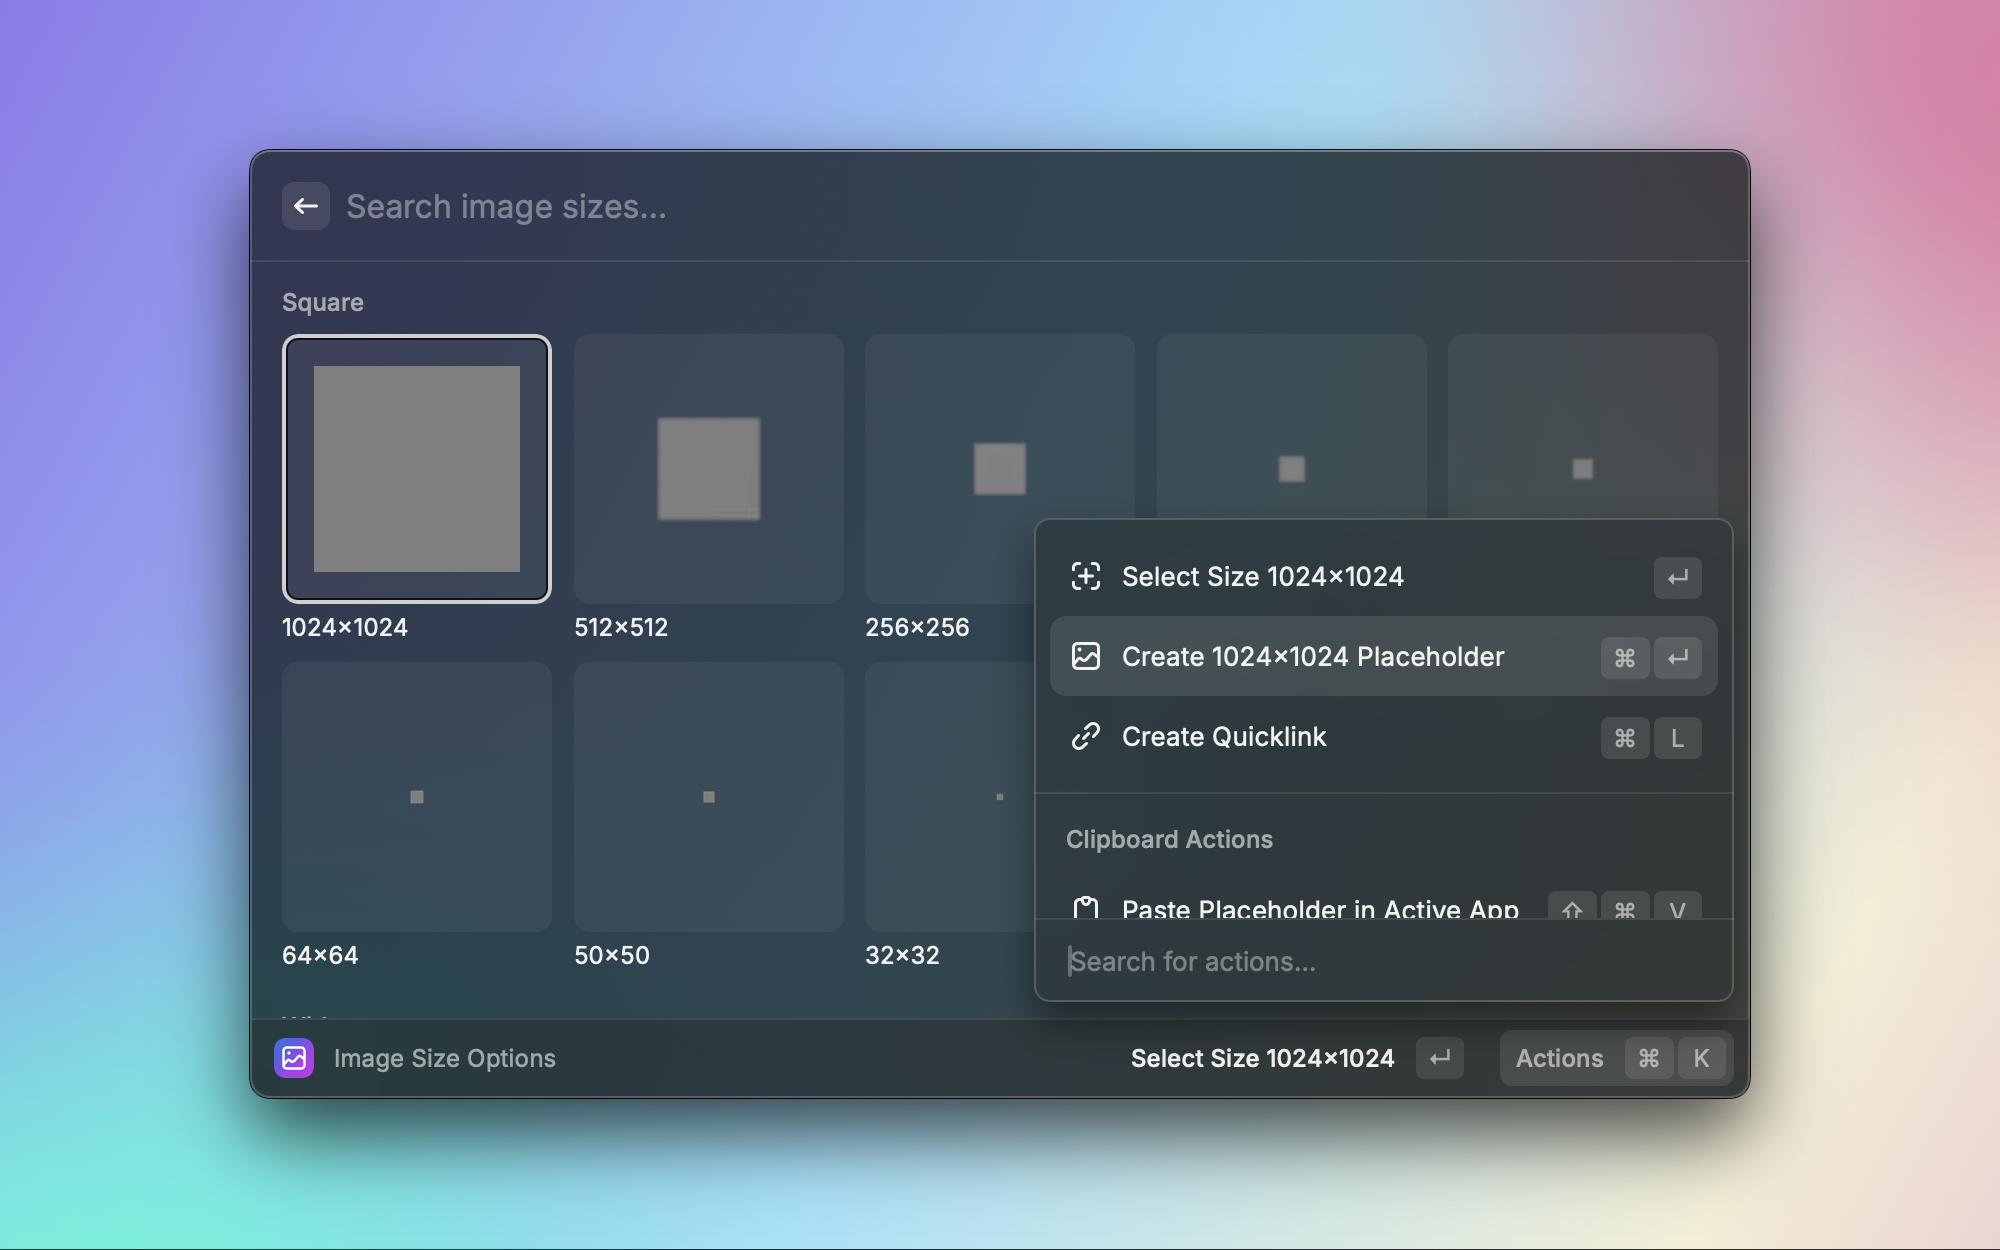 Search image sizes...
Square
1024×1024
512×512
256×256
64×64
50×50
32×32
Select Size 1024×1024
Create 1024×1024 Placeholder
⌘
Create Quicklink
⌘ L
Clipboard Actions
Paste Placeholder in Active App
⌘ V
Search for actions...
Image Size Options
Select Size 1024×1024
Actions ⌘ K